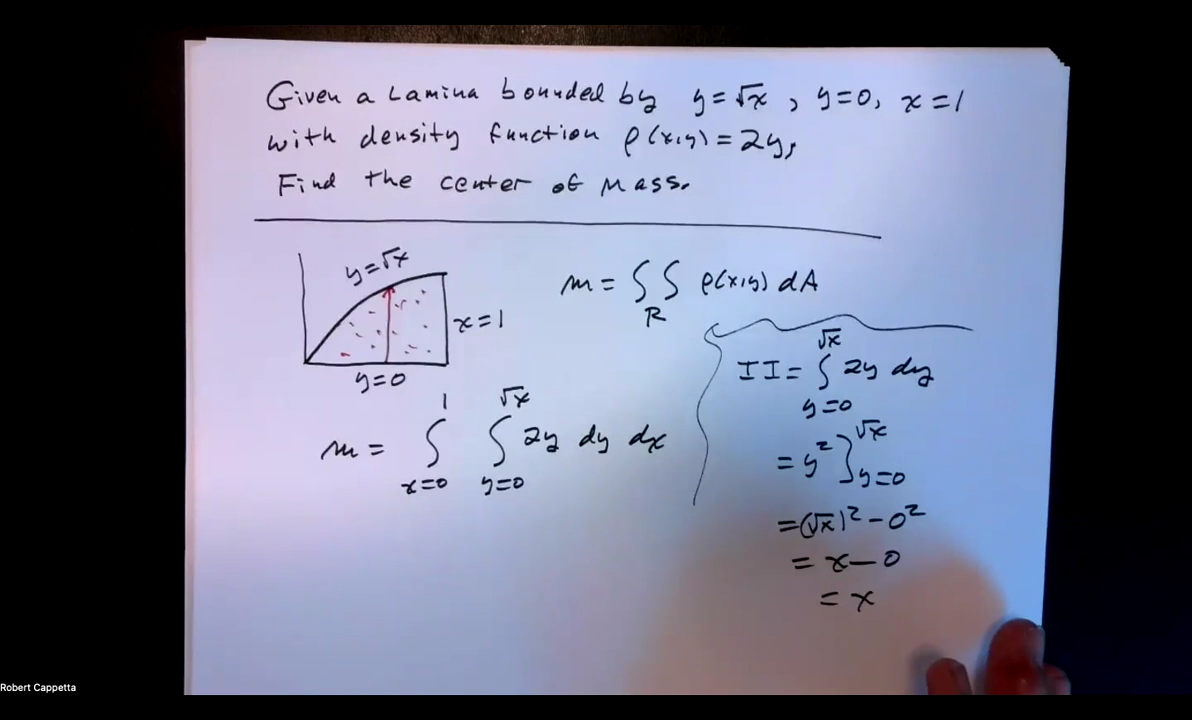 Given a Lamina bounded by y=√x, y=0, x=1
with density function ρ(x,y)=2y,
Find the center of Mass.
y=√x
x=1
y=0
m = ∫∫_R ρ(x,y) dA
m = ∫_{x=0}^{1} ∫_{y=0}^{√x} 2y dy dx
II = ∫_{y=0}^{√x} 2y dy
= y²]_{y=0}^{√x}
=(√x)² - 0²
= x - 0
= x
Robert Cappetta